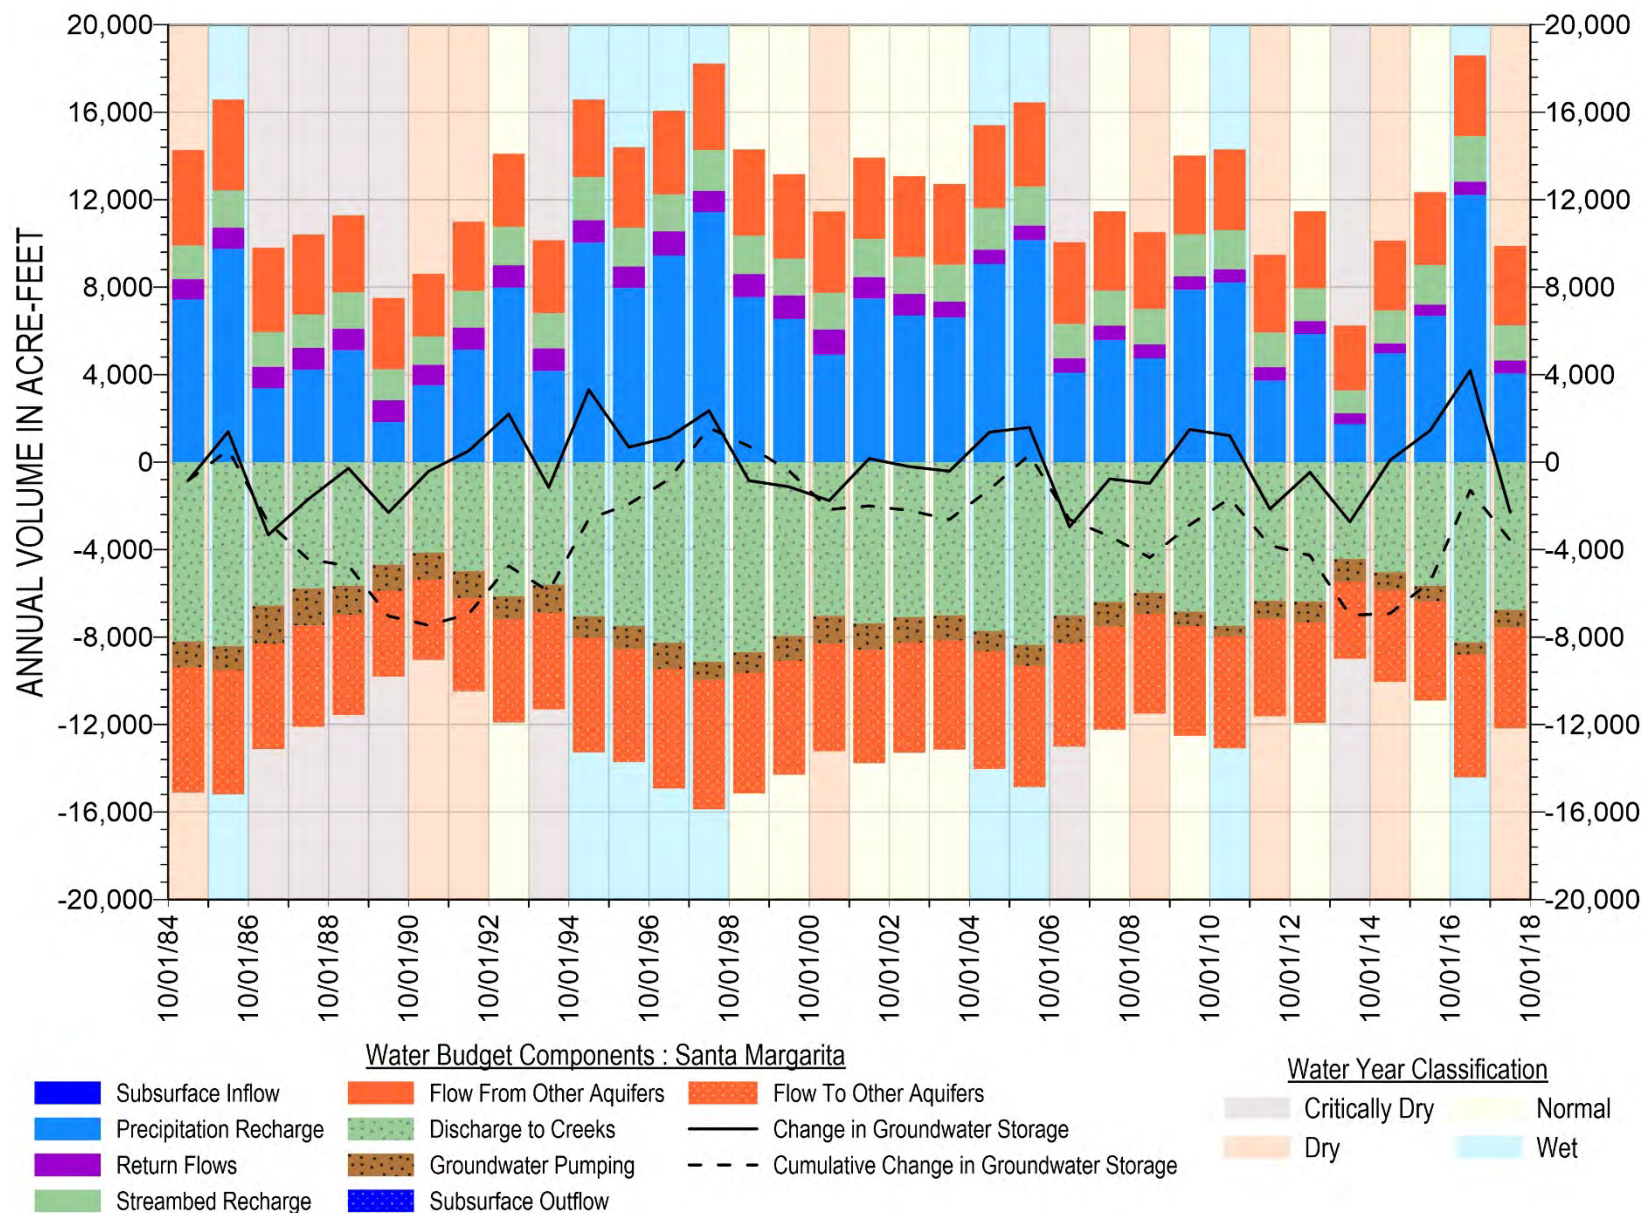 20,000
16,000
12,000
8,000
4,000
0
-4,000
-8,000
-12,000
-16,000
-20,000
ANNUAL VOLUME IN ACRE-FEET
20,000
16,000
12,000
8,000
4,000
0
-4,000
-8,000
-12,000
-16,000
-20,000
10/01/84
10/01/86
10/01/88
10/01/90
10/01/92
10/01/94
10/01/96
10/01/98
10/01/00
10/01/02
10/01/04
10/01/06
10/01/08
10/01/10
10/01/12
10/01/14
10/01/16
10/01/18
Water Budget Components : Santa Margarita
Subsurface Inflow
Precipitation Recharge
Return Flows
Streambed Recharge
Flow From Other Aquifers
Discharge to Creeks
Groundwater Pumping
Subsurface Outflow
Flow To Other Aquifers
Change in Groundwater Storage
Cumulative Change in Groundwater Storage
Water Year Classification
Critically Dry
Dry
Normal
Wet